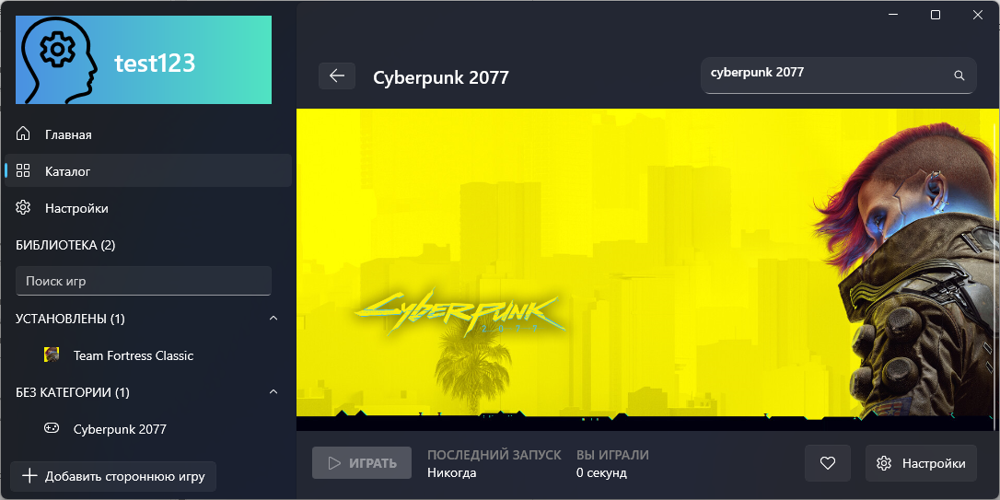 test123
Главная
Каталог
Настройки
БИБЛИОТЕКА (2)
Поиск игр
УСТАНОВЛЕНЫ (1)
Team Fortress Classic
БЕЗ КАТЕГОРИИ (1)
Cyberpunk 2077
Добавить стороннюю игру
Cyberpunk 2077
cyberpunk 2077
CYBERPUNK
2077
ИГРАТЬ
ПОСЛЕДНИЙ ЗАПУСК
Никогда
ВЫ ИГРАЛИ
0 секунд
Настройки